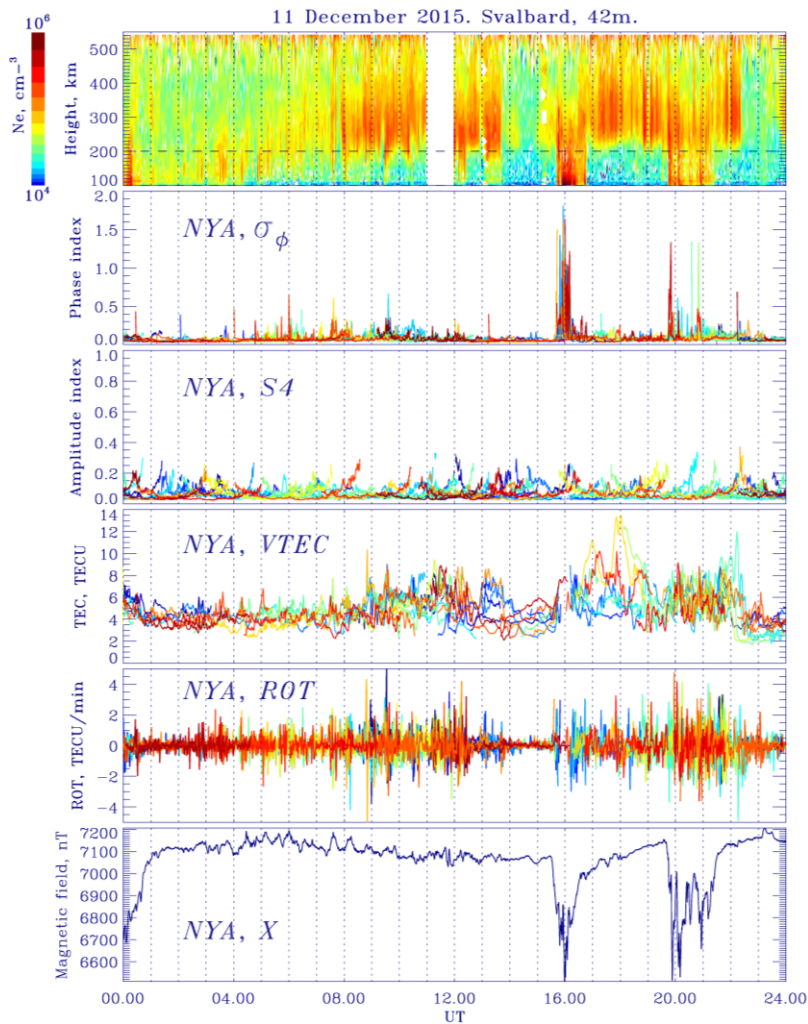 11 December 2015. Svalbard, 42m.
10⁶
Ne, cm⁻³
10⁴
Height, km
500
400
300
200
100
NYA, σϕ
Phase index
2.0
1.5
1.0
0.5
0.0
NYA, S4
Amplitude index
1.0
0.8
0.6
0.4
0.2
0.0
NYA, VTEC
TEC, TECU
14
12
10
8
6
4
2
0
NYA, ROT
ROT, TECU/min
4
2
0
−2
−4
NYA, X
Magnetic field, nT
7200
7100
7000
6900
6800
6700
6600
00.00 04.00 08.00 12.00 16.00 20.00 24.00
UT